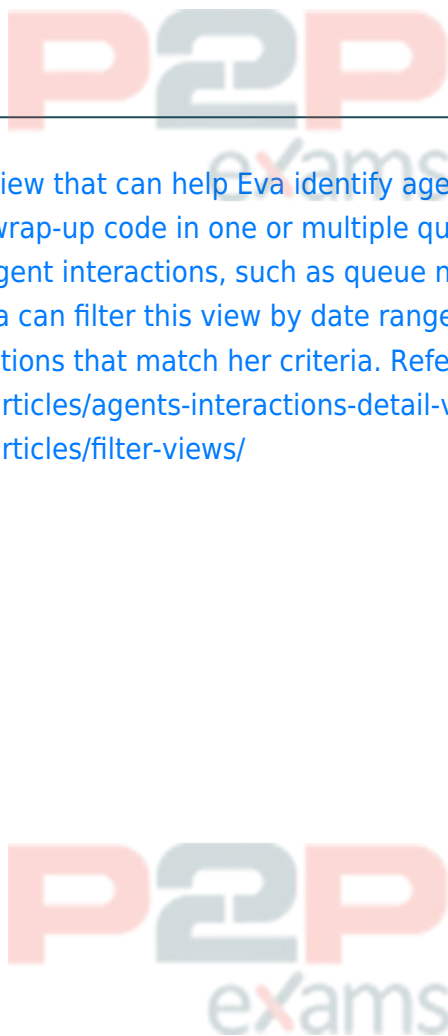 P2P
exams
iew that can help Eva identify age
wrap-up code in one or multiple qu
gent interactions, such as queue n
a can filter this view by date range
tions that match her criteria. Refe
rticles/agents-interactions-detail-v
rticles/filter-views/
P2P
exams